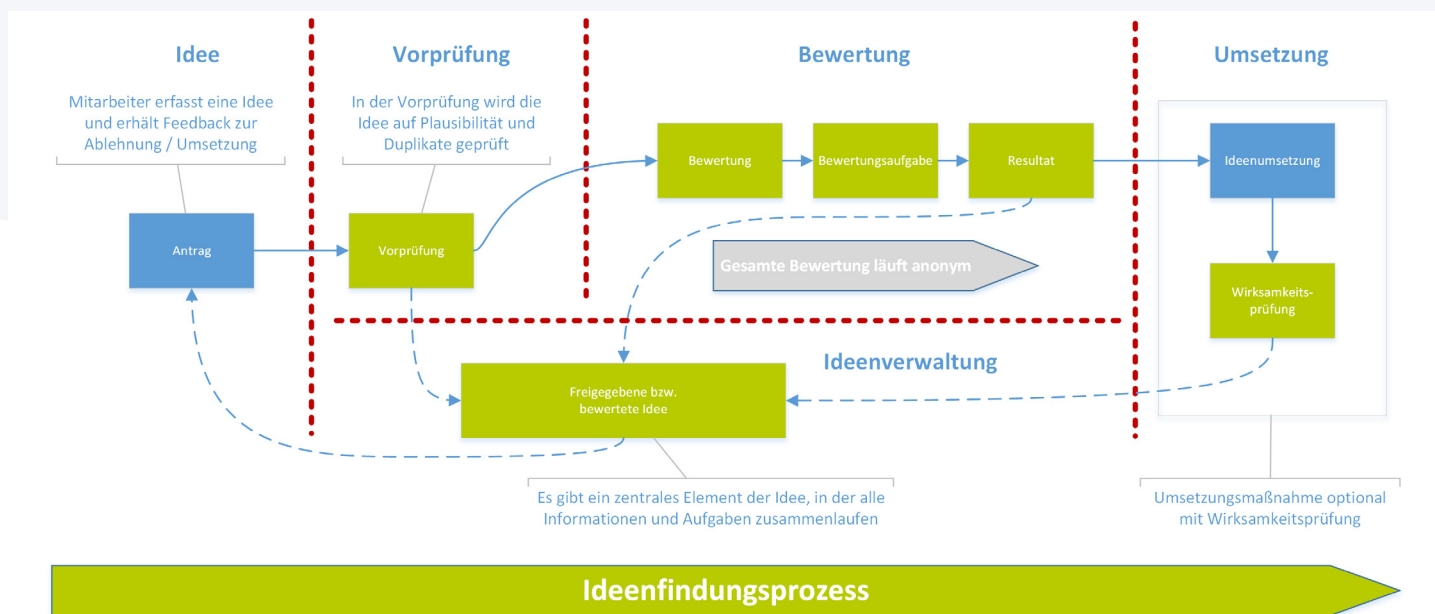 Idee
Vorprüfung
Bewertung
Umsetzung
Mitarbeiter erfasst eine Idee
und erhält Feedback zur
Ablehnung / Umsetzung
In der Vorprüfung wird die
Idee auf Plausibilität und
Duplikate geprüft
Bewertung
Bewertungsaufgabe
Resultat
Ideenumsetzung
Antrag
Vorprüfung
Gesamte Bewertung läuft anonym
Wirksamkeits-
prüfung
Ideenverwaltung
Freigegebene bzw.
bewertete Idee
Es gibt ein zentrales Element der Idee, in der alle
Informationen und Aufgaben zusammenlaufen
Umsetzungsmaßnahme optional
mit Wirksamkeitsprüfung
Ideenfindungsprozess